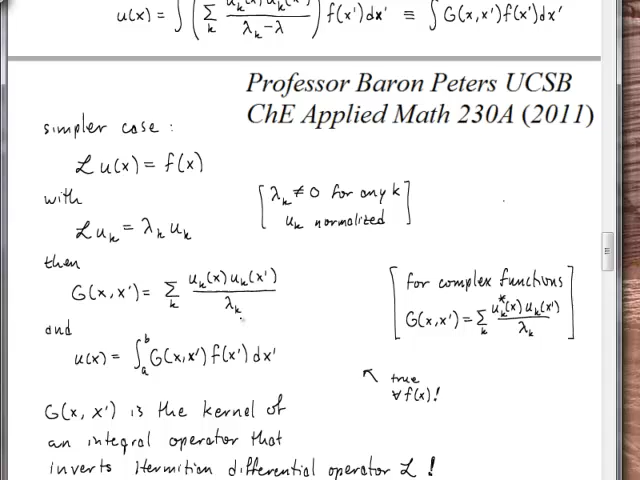 u(x) = ∫ ( Σ_k u_k(x) u_k(x') / (λ_k − λ) ) f(x') dx' ≡ ∫ G(x, x') f(x') dx'
Professor Baron Peters UCSB
ChE Applied Math 230A (2011)
simpler case :
ℒ u(x) = f(x)
with
[ λ_k ≠ 0 for any k
u_k normalized ]
ℒ u_k = λ_k u_k
then
G(x, x') = Σ_k u_k(x) u_k(x') / λ_k
[ for complex functions
G(x, x') = Σ_k u_k*(x) u_k(x') / λ_k ]
and
u(x) = ∫_a^b G(x, x') f(x') dx'
↖ true
∀ f(x) !
G(x, x') is the kernel of
an integral operator that
inverts Hermitian differential operator ℒ !